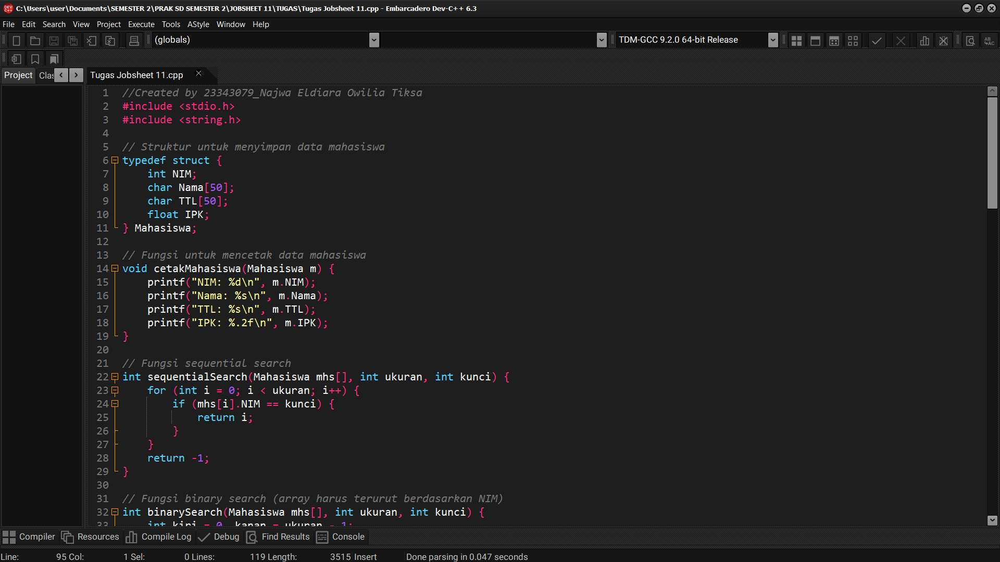 C:\Users\user\Documents\SEMESTER 2\PRAK SD SEMESTER 2\JOBSHEET 11\TUGAS\Tugas Jobsheet 11.cpp - Embarcadero Dev-C++ 6.3
File Edit Search View Project Execute Tools AStyle Window Help
(globals) TDM-GCC 9.2.0 64-bit Release
Project Clas Tugas Jobsheet 11.cpp
1 //Created by 23343079_Najwa Eldiara Owilia Tiksa
2 #include <stdio.h>
3 #include <string.h>
4
5 // Struktur untuk menyimpan data mahasiswa
6 typedef struct {
7     int NIM;
8     char Nama[50];
9     char TTL[50];
10     float IPK;
11 } Mahasiswa;
12
13 // Fungsi untuk mencetak data mahasiswa
14 void cetakMahasiswa(Mahasiswa m) {
15     printf("NIM: %d\n", m.NIM);
16     printf("Nama: %s\n", m.Nama);
17     printf("TTL: %s\n", m.TTL);
18     printf("IPK: %.2f\n", m.IPK);
19 }
20
21 // Fungsi sequential search
22 int sequentialSearch(Mahasiswa mhs[], int ukuran, int kunci) {
23     for (int i = 0; i < ukuran; i++) {
24         if (mhs[i].NIM == kunci) {
25             return i;
26         }
27     }
28     return -1;
29 }
30
31 // Fungsi binary search (array harus terurut berdasarkan NIM)
32 int binarySearch(Mahasiswa mhs[], int ukuran, int kunci) {
33     int kiri = 0, kanan = ukuran - 1;
Compiler Resources Compile Log Debug Find Results Console
Line: 95 Col: 1 Sel: 0 Lines: 119 Length: 3515 Insert Done parsing in 0.047 seconds